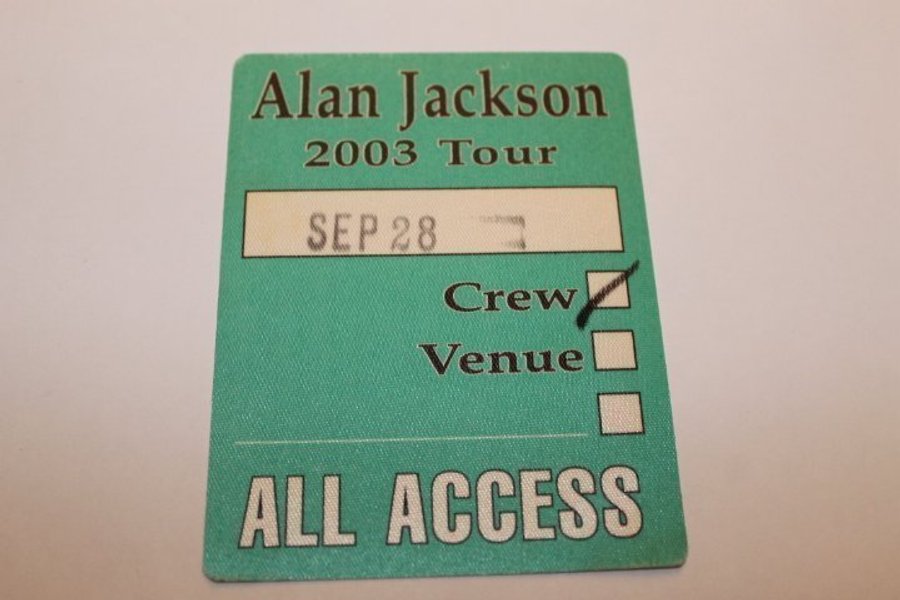 Alan Jackson
2003 Tour
SEP 28
Crew
Venue
ALL ACCESS